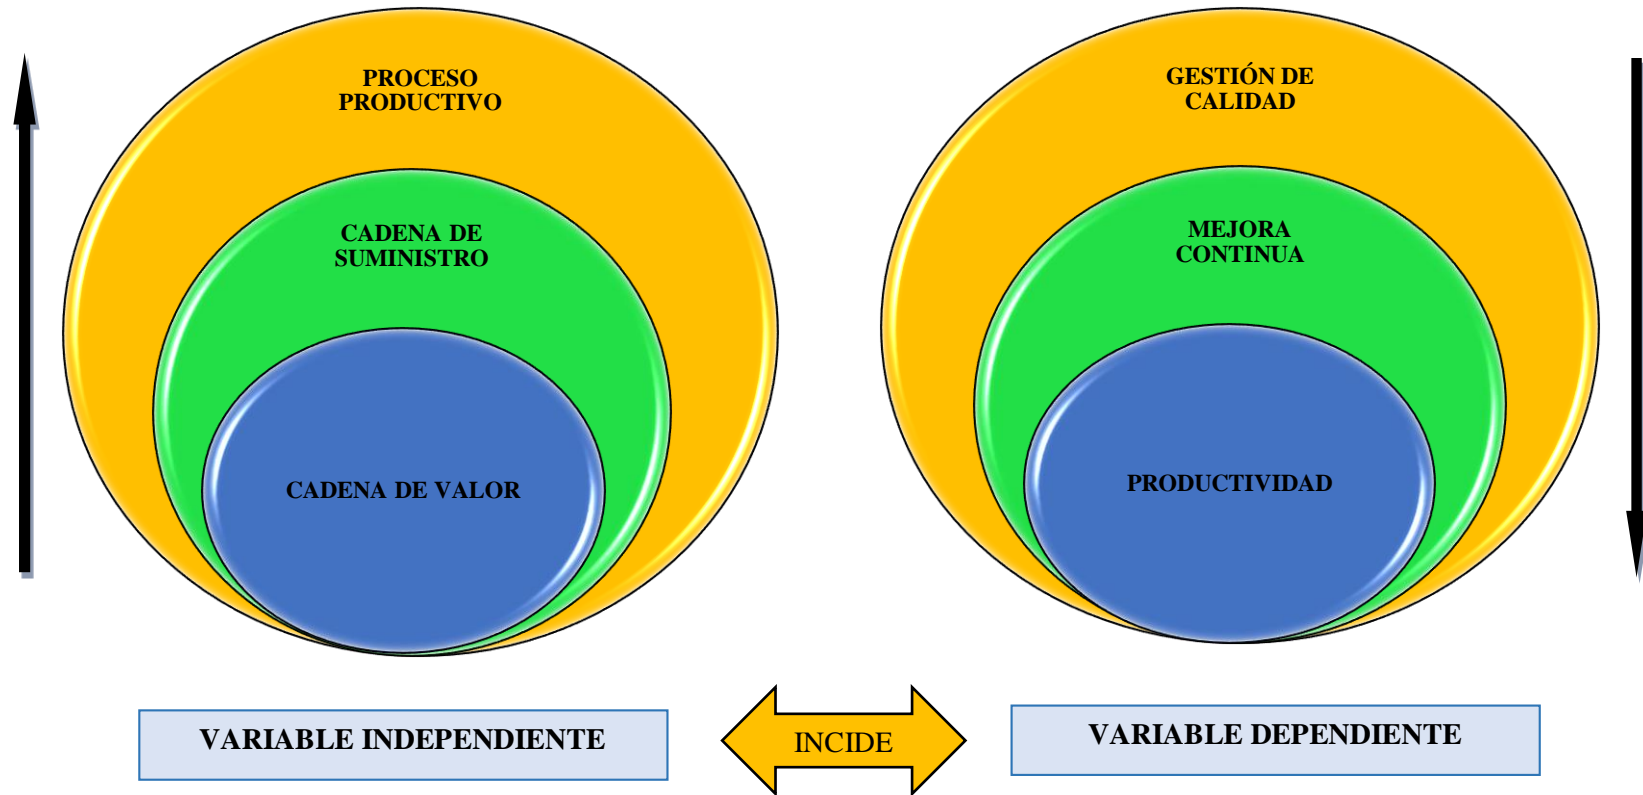 PROCESO
PRODUCTIVO
CADENA DE
SUMINISTRO
CADENA DE VALOR
GESTIÓN DE
CALIDAD
MEJORA
CONTINUA
PRODUCTIVIDAD
VARIABLE INDEPENDIENTE
INCIDE
VARIABLE DEPENDIENTE